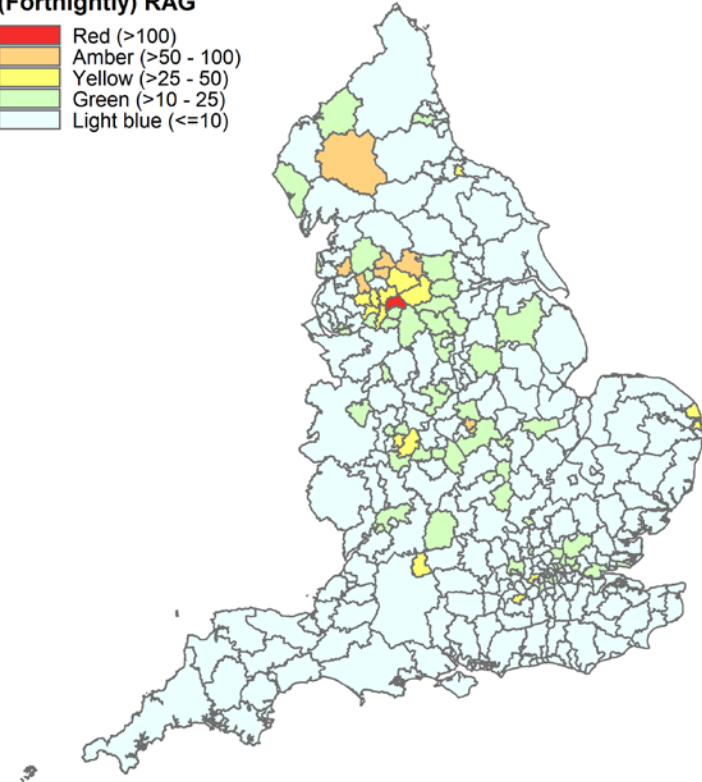 (Fortnightly) RAG
Red (>100)
Amber (>50 - 100)
Yellow (>25 - 50)
Green (>10 - 25)
Light blue (<=10)